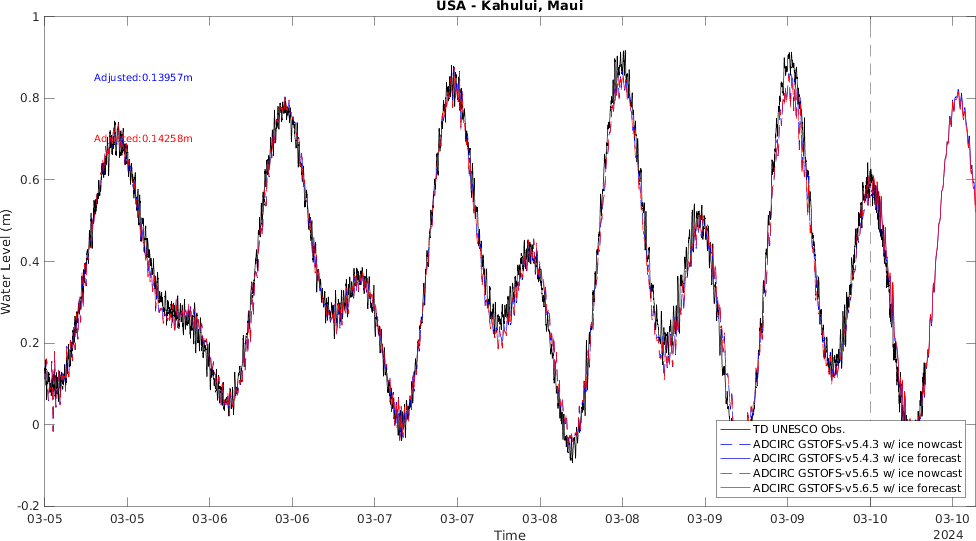 USA - Kahului, Maui
1
0.8
0.6
0.4
0.2
0
-0.2
Water Level (m)
Adjusted:0.13957m
Adjusted:0.14258m
TD UNESCO Obs.
ADCIRC GSTOFS-v5.4.3 w/ ice nowcast
ADCIRC GSTOFS-v5.4.3 w/ ice forecast
ADCIRC GSTOFS-v5.6.5 w/ ice nowcast
ADCIRC GSTOFS-v5.6.5 w/ ice forecast
03-05 03-05 03-06 03-06 03-07 03-07 03-08 03-08 03-09 03-09 03-10 03-10
2024
Time